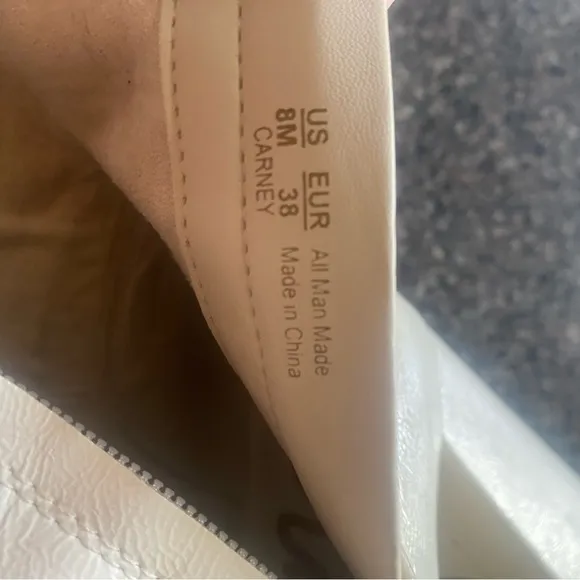 US EUR All Man Made
8M 38 Made in China
CARNEY